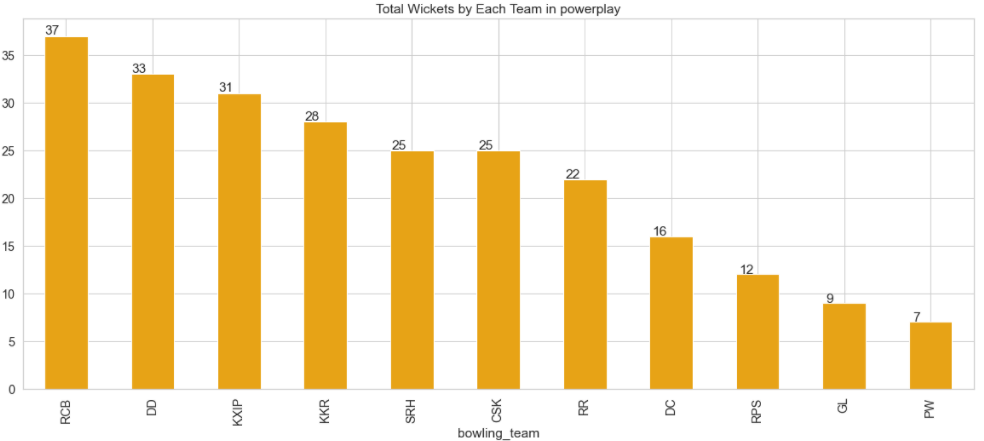 Total Wickets by Each Team in powerplay
37
33
31
28
25
25
22
16
12
9
7
35
30
25
20
15
10
5
0
RCB
DD
KXIP
KKR
SRH
CSK
RR
DC
RPS
GL
PW
bowling_team